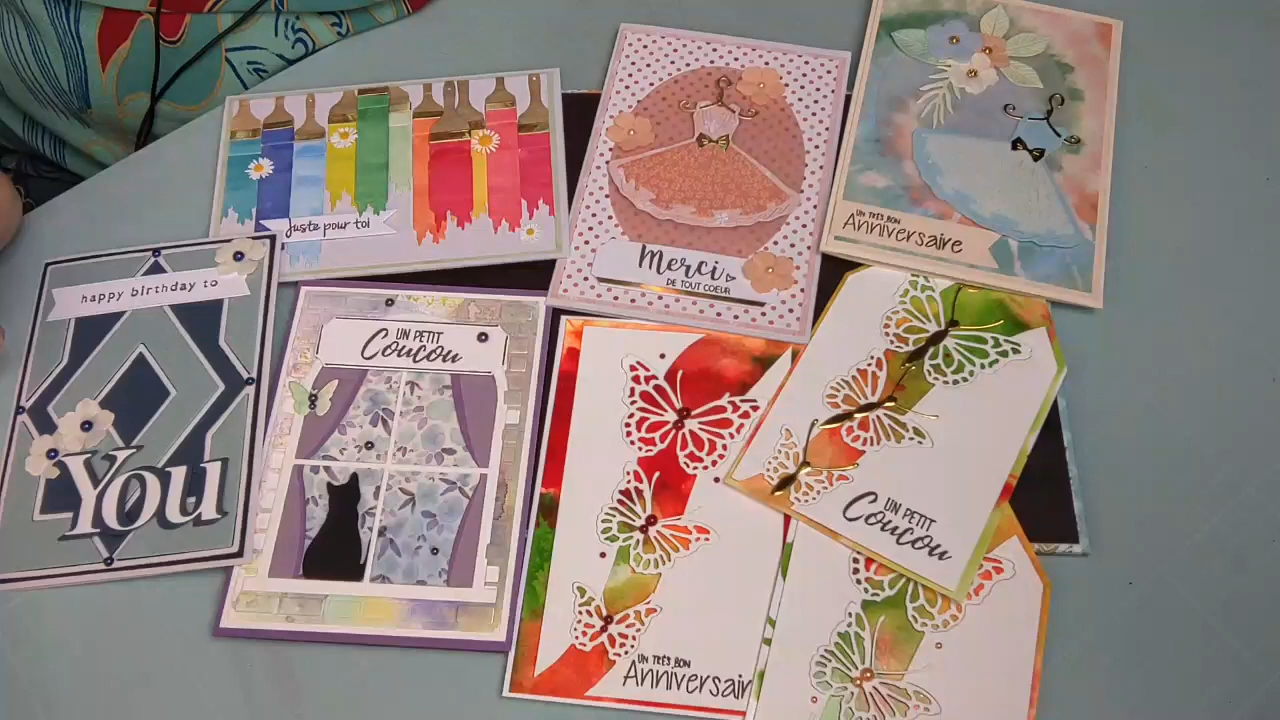 Juste pour toi
Merci
DE TOUT COEUR
UN TRÈS BON
Anniversaire
happy birthday to
You
UN PETIT
Coucou
UN PETIT
Coucou
UN TRÈS BON
Anniversair